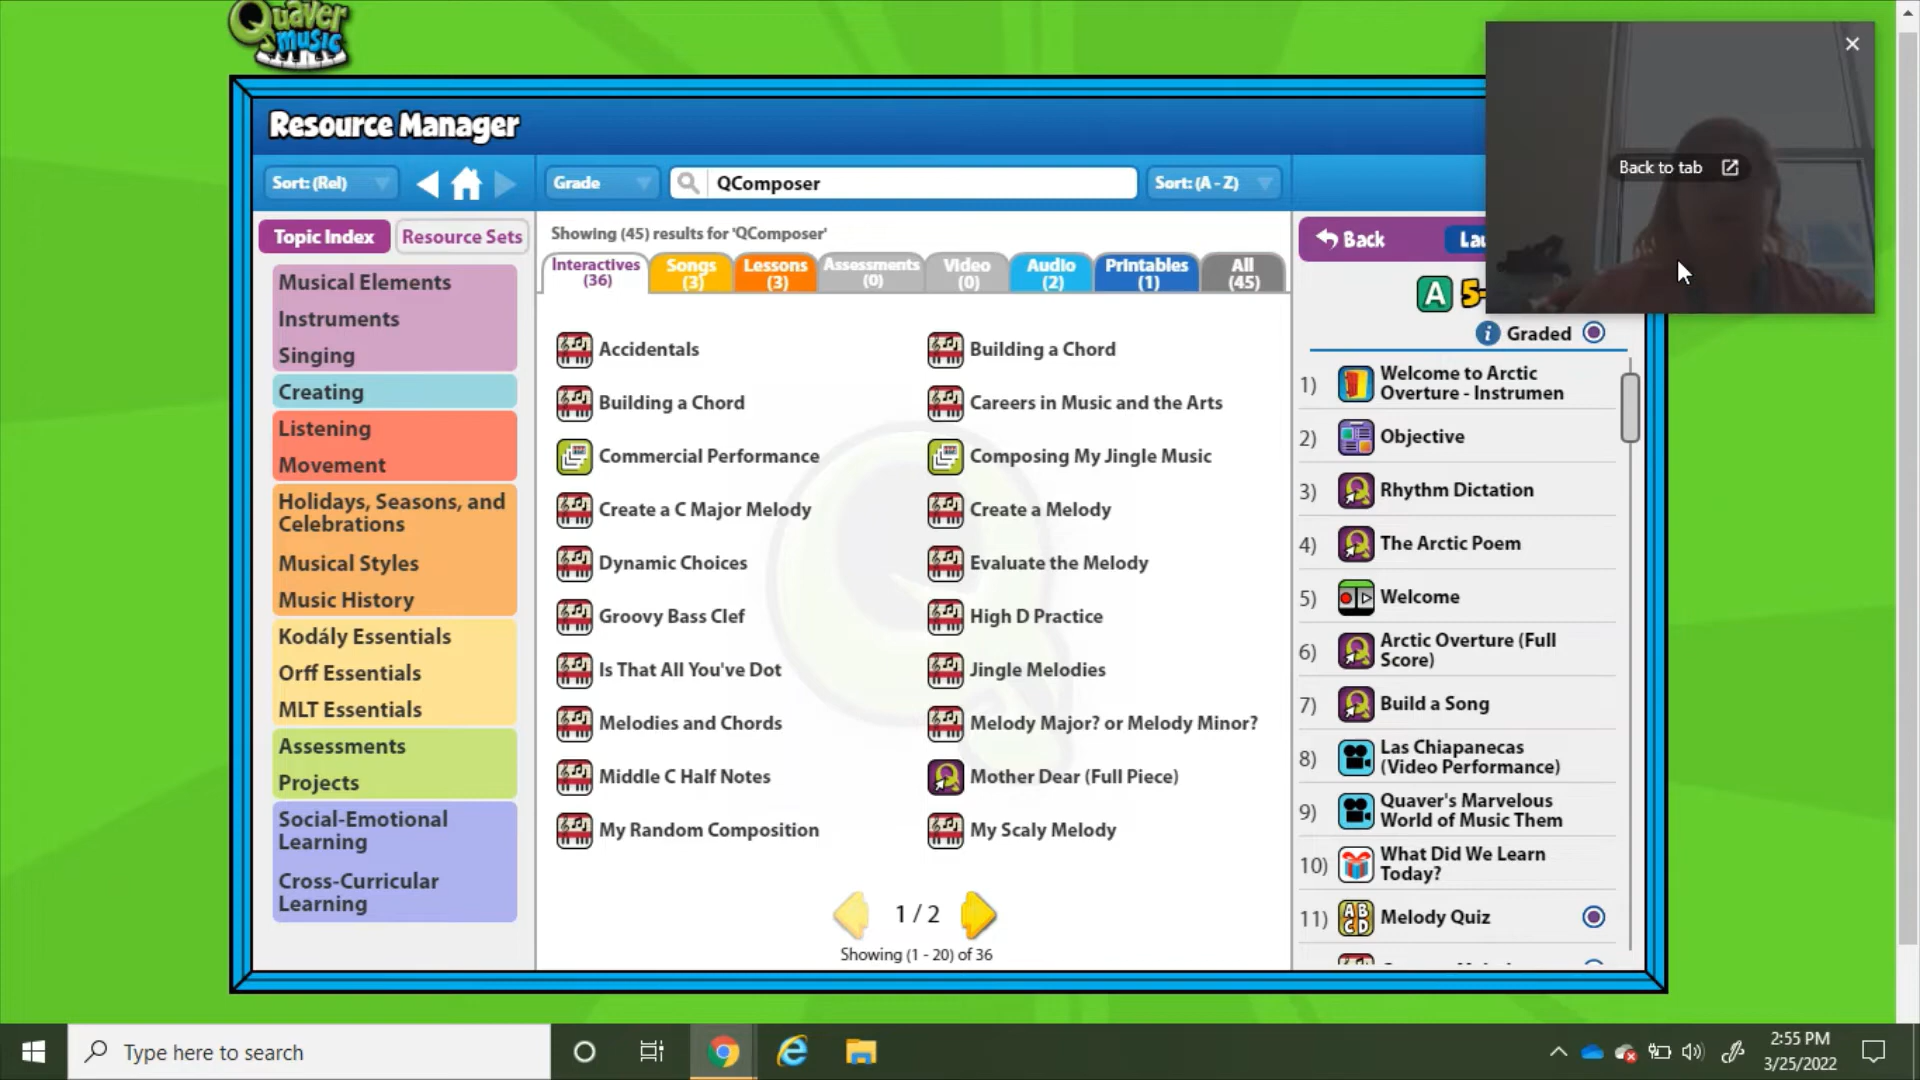 Quaver
Music
Resource Manager
Sort: (Rel)
Grade
QComposer
Sort: (A - Z)
Topic Index
Resource Sets
Musical Elements
Instruments
Singing
Creating
Listening
Movement
Holidays, Seasons, and
Celebrations
Musical Styles
Music History
Kodály Essentials
Orff Essentials
MLT Essentials
Assessments
Projects
Social-Emotional
Learning
Cross-Curricular
Learning
Showing (45) results for 'QComposer'
Interactives
(36)
Songs
(3)
Lessons
(3)
Assessments
(0)
Video
(0)
Audio
(2)
Printables
(1)
All
(45)
Accidentals
Building a Chord
Building a Chord
Careers in Music and the Arts
Commercial Performance
Composing My Jingle Music
Create a C Major Melody
Create a Melody
Dynamic Choices
Evaluate the Melody
Groovy Bass Clef
High D Practice
Is That All You've Dot
Jingle Melodies
Melodies and Chords
Melody Major? or Melody Minor?
Middle C Half Notes
Mother Dear (Full Piece)
My Random Composition
My Scaly Melody
1 / 2
Showing (1 - 20) of 36
Back to tab
Back
Lau
A 5-
i Graded
1) Welcome to Arctic
Overture - Instrumen
2) Objective
3) Rhythm Dictation
4) The Arctic Poem
5) Welcome
6) Arctic Overture (Full
Score)
7) Build a Song
8) Las Chiapanecas
(Video Performance)
9) Quaver's Marvelous
World of Music Them
10) What Did We Learn
Today?
11) Melody Quiz
Type here to search
2:55 PM
3/25/2022